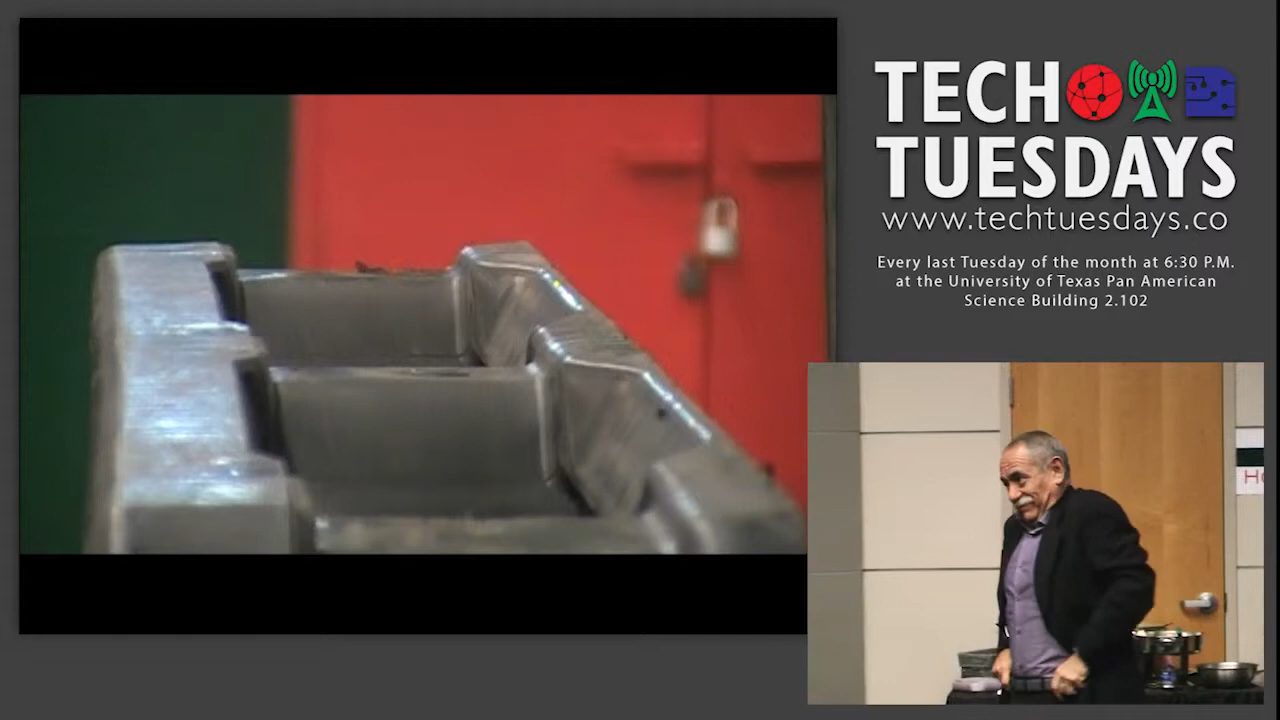 TECH
TUESDAYS
www.techtuesdays.co
Every last Tuesday of the month at 6:30 P.M.
at the University of Texas Pan American
Science Building 2.102